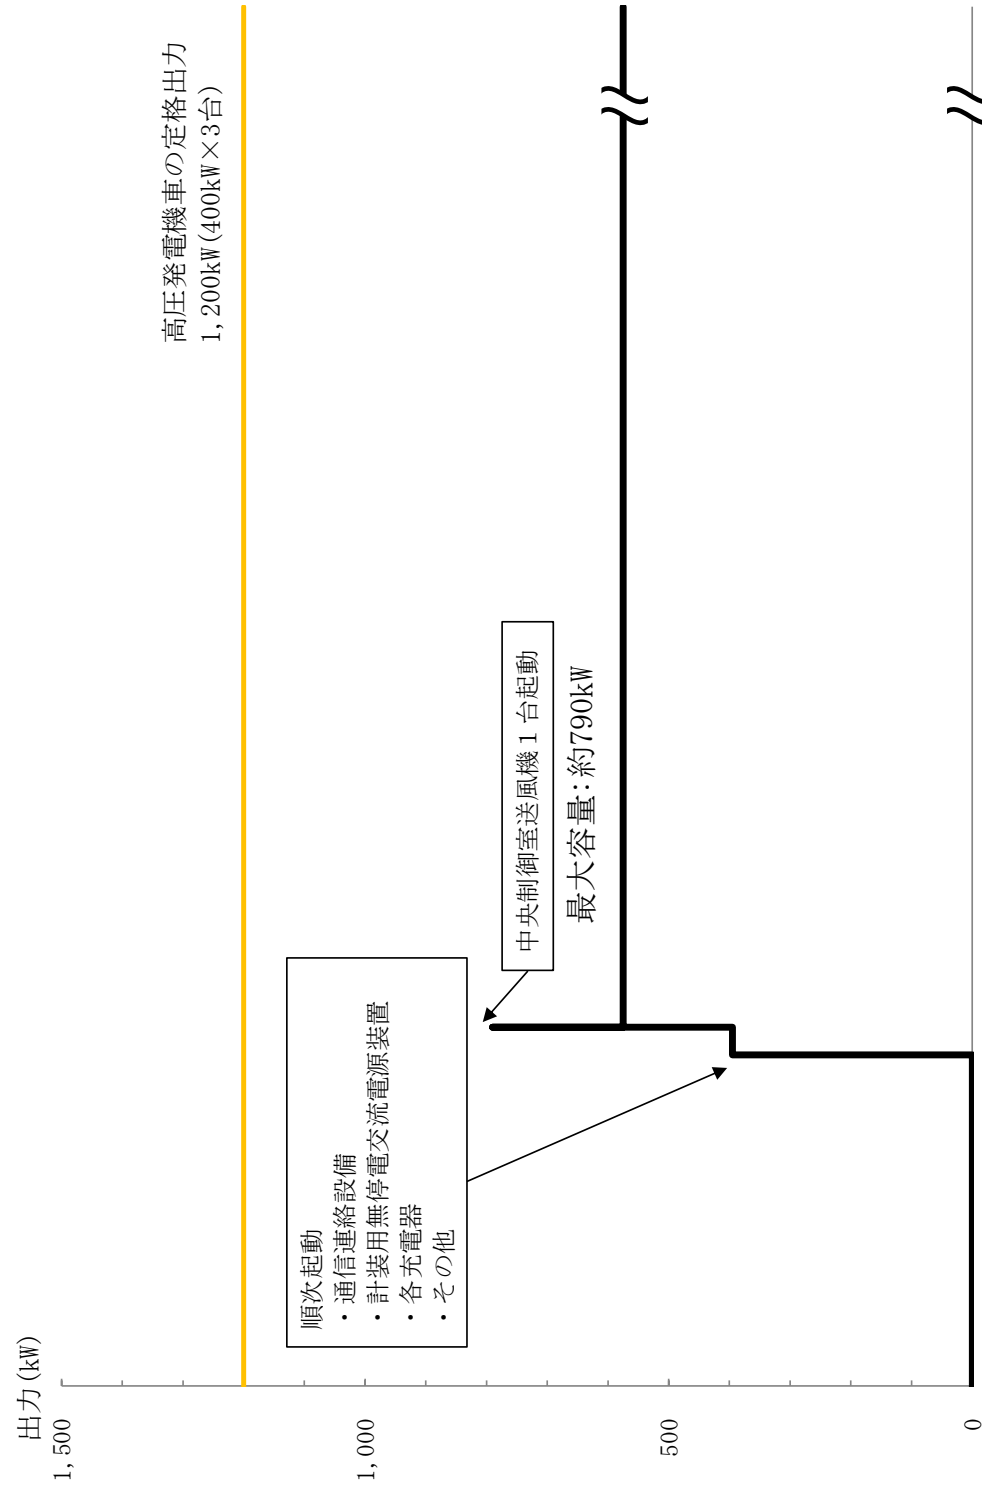 出力(kW)
1,500
1,000
500
0
高圧発電機車の定格出力
1,200kW(400kW×3台)
順次起動
・通信連絡設備
・計装用無停電交流電源装置
・各充電器
・その他
中央制御室送風機1台起動
最大容量:約790kW